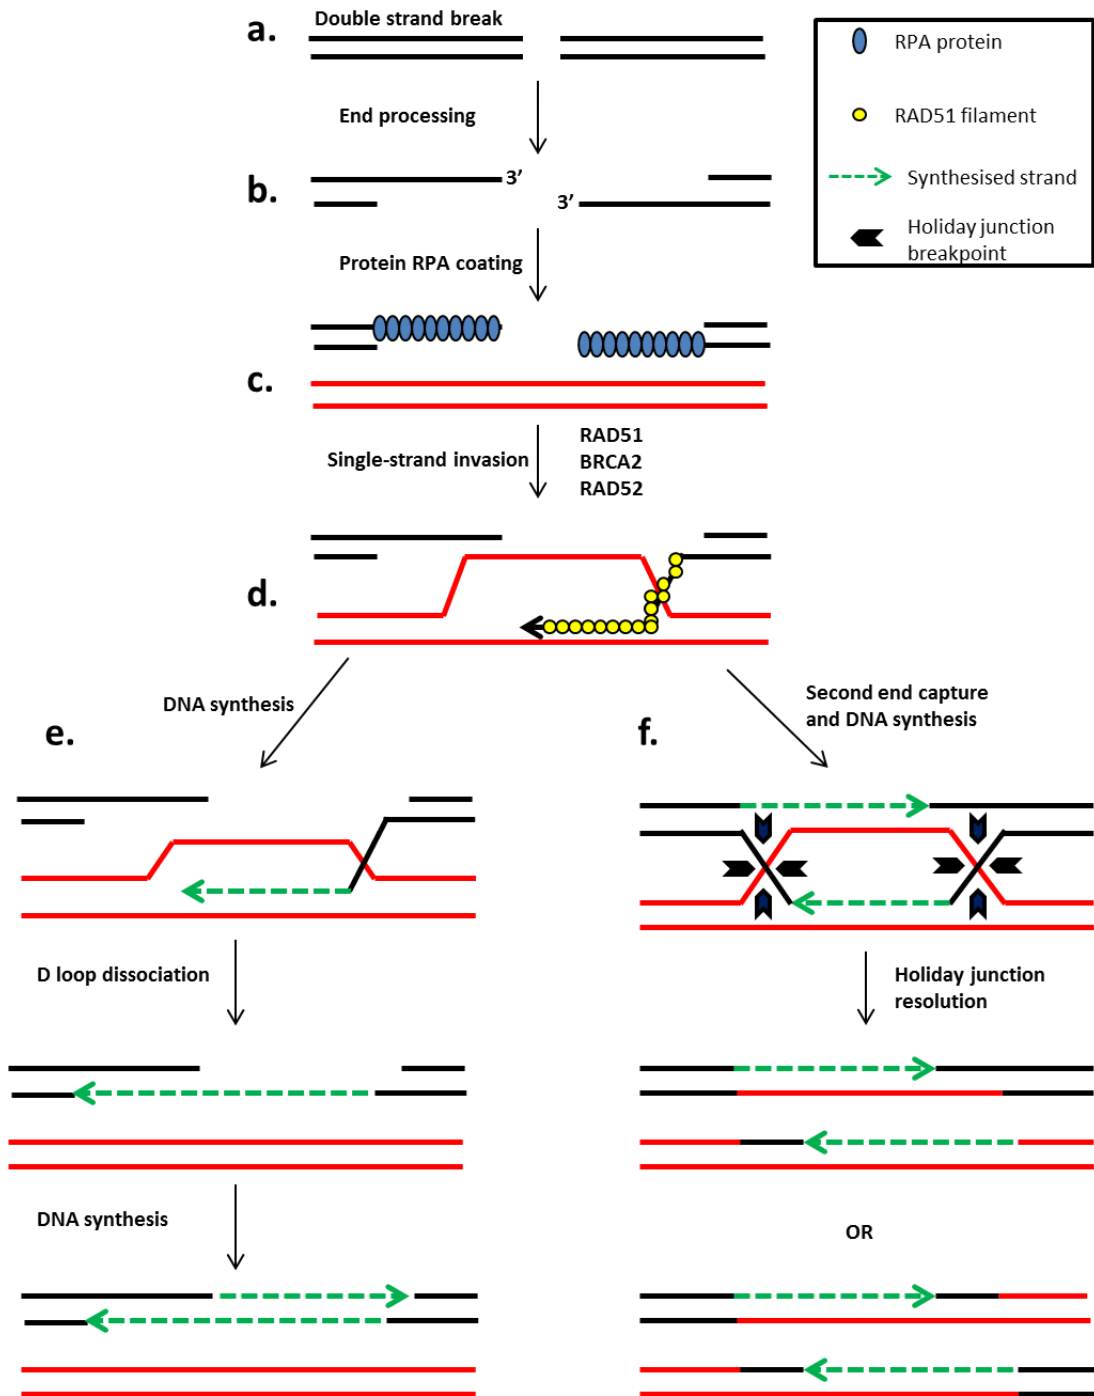 Double strand break
a.
RPA protein
RAD51 filament
Synthesised strand
Holiday junction
breakpoint
End processing
3’
b.
3’
Protein RPA coating
c.
RAD51
BRCA2
RAD52
Single-strand invasion
d.
DNA synthesis
Second end capture
and DNA synthesis
e.
f.
D loop dissociation
Holiday junction
resolution
DNA synthesis
OR